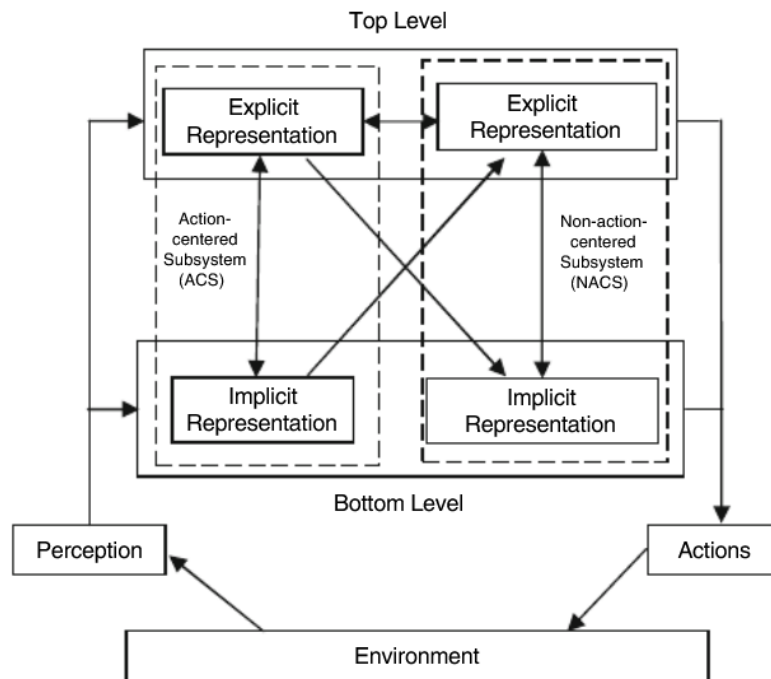 Top Level
Explicit
Representation
Explicit
Representation
Action-
centered
Subsystem
(ACS)
Non-action-
centered
Subsystem
(NACS)
Implicit
Representation
Implicit
Representation
Bottom Level
Perception
Actions
Environment